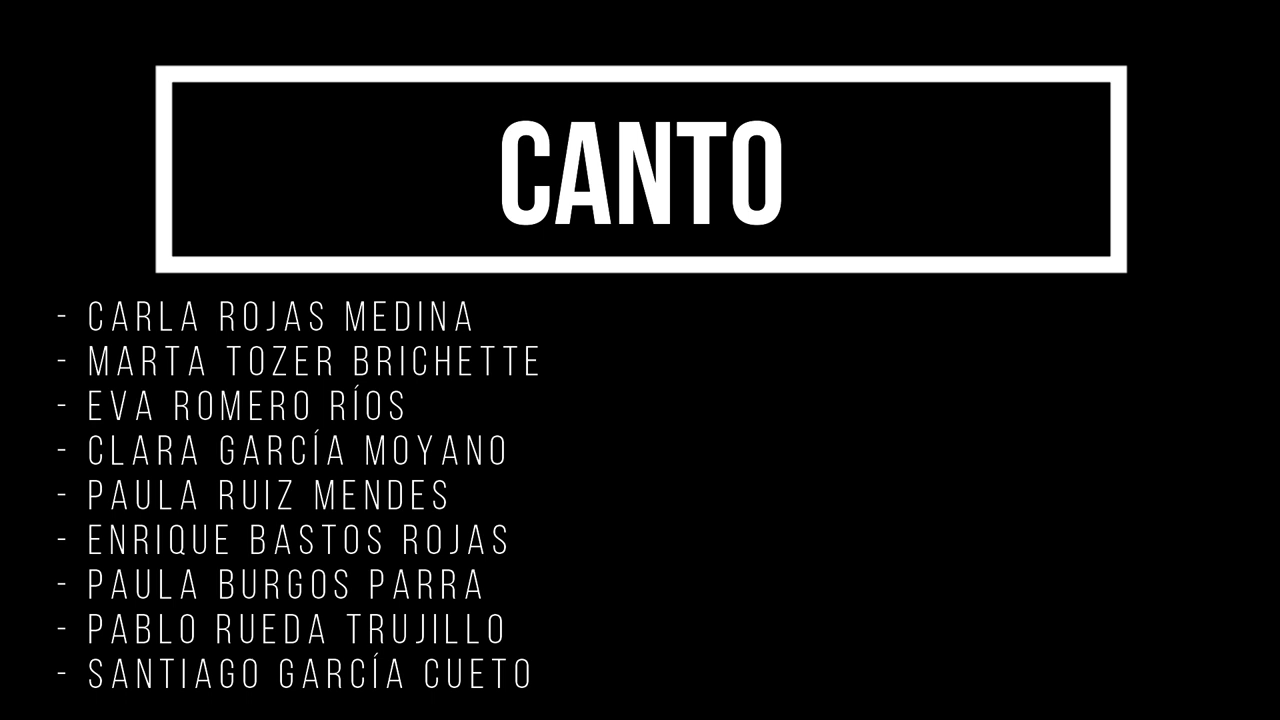 CANTO
- CARLA ROJAS MEDINA
- MARTA TOZER BRICHETTE
- EVA ROMERO RÍOS
- CLARA GARCÍA MOYANO
- PAULA RUIZ MENDES
- ENRIQUE BASTOS ROJAS
- PAULA BURGOS PARRA
- PABLO RUEDA TRUJILLO
- SANTIAGO GARCÍA CUETO